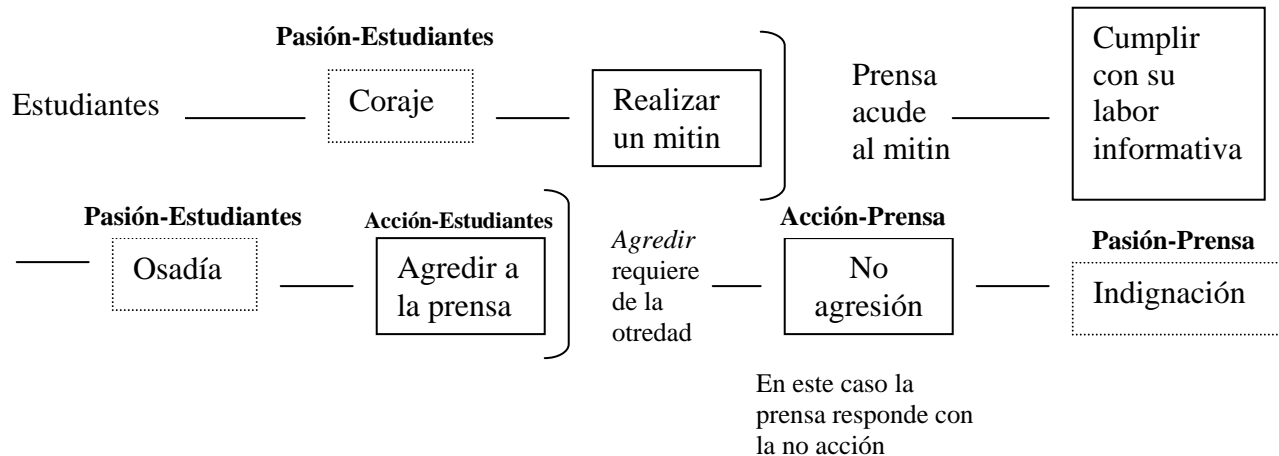 Pasión-Estudiantes
Estudiantes
Coraje
Realizar
un mitin
Prensa
acude
al mitin
Cumplir
con su
labor
informativa
Pasión-Estudiantes
Osadía
Acción-Estudiantes
Agredir a
la prensa
Agredir
requiere
de la
otredad
Acción-Prensa
No
agresión
En este caso la
prensa responde con
la no acción
Pasión-Prensa
Indignación